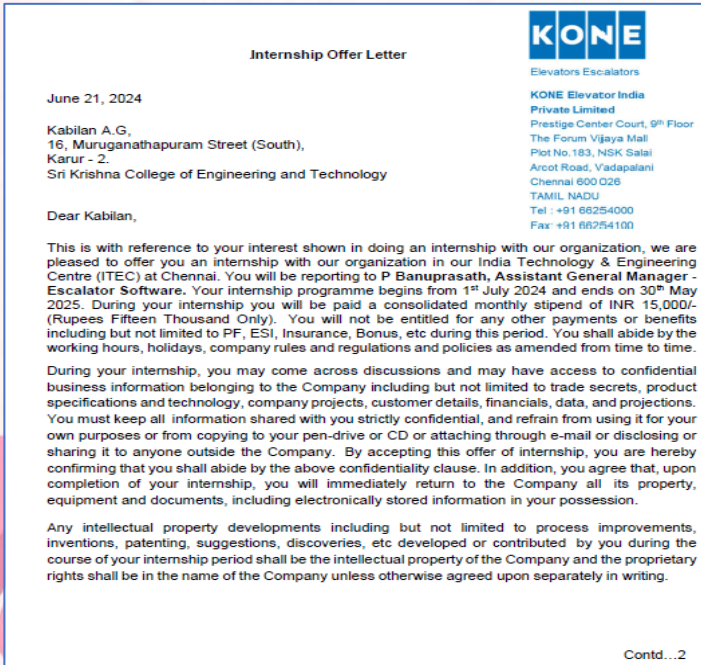 KONE
Elevators Escalators
Internship Offer Letter
June 21, 2024
KONE Elevator India
Private Limited
Prestige Center Court, 9th Floor
The Forum Vijaya Mall
Plot No.183, NSK Salai
Arcot Road, Vadapalani
Chennai 600 026
TAMIL NADU
Tel : +91 66254000
Fax: +91 66254100
Kabilan A.G,
16, Muruganathapuram Street (South),
Karur - 2.
Sri Krishna College of Engineering and Technology
Dear Kabilan,
This is with reference to your interest shown in doing an internship with our organization, we are
pleased to offer you an internship with our organization in our India Technology & Engineering
Centre (ITEC) at Chennai. You will be reporting to P Banuprasath, Assistant General Manager -
Escalator Software. Your internship programme begins from 1st July 2024 and ends on 30th May
2025. During your internship you will be paid a consolidated monthly stipend of INR 15,000/-
(Rupees Fifteen Thousand Only). You will not be entitled for any other payments or benefits
including but not limited to PF, ESI, Insurance, Bonus, etc during this period. You shall abide by the
working hours, holidays, company rules and regulations and policies as amended from time to time.
During your internship, you may come across discussions and may have access to confidential
business information belonging to the Company including but not limited to trade secrets, product
specifications and technology, company projects, customer details, financials, data, and projections.
You must keep all information shared with you strictly confidential, and refrain from using it for your
own purposes or from copying to your pen-drive or CD or attaching through e-mail or disclosing or
sharing it to anyone outside the Company. By accepting this offer of internship, you are hereby
confirming that you shall abide by the above confidentiality clause. In addition, you agree that, upon
completion of your internship, you will immediately return to the Company all its property,
equipment and documents, including electronically stored information in your possession.
Any intellectual property developments including but not limited to process improvements,
inventions, patenting, suggestions, discoveries, etc developed or contributed by you during the
course of your internship period shall be the intellectual property of the Company and the proprietary
rights shall be in the name of the Company unless otherwise agreed upon separately in writing.
Contd...2